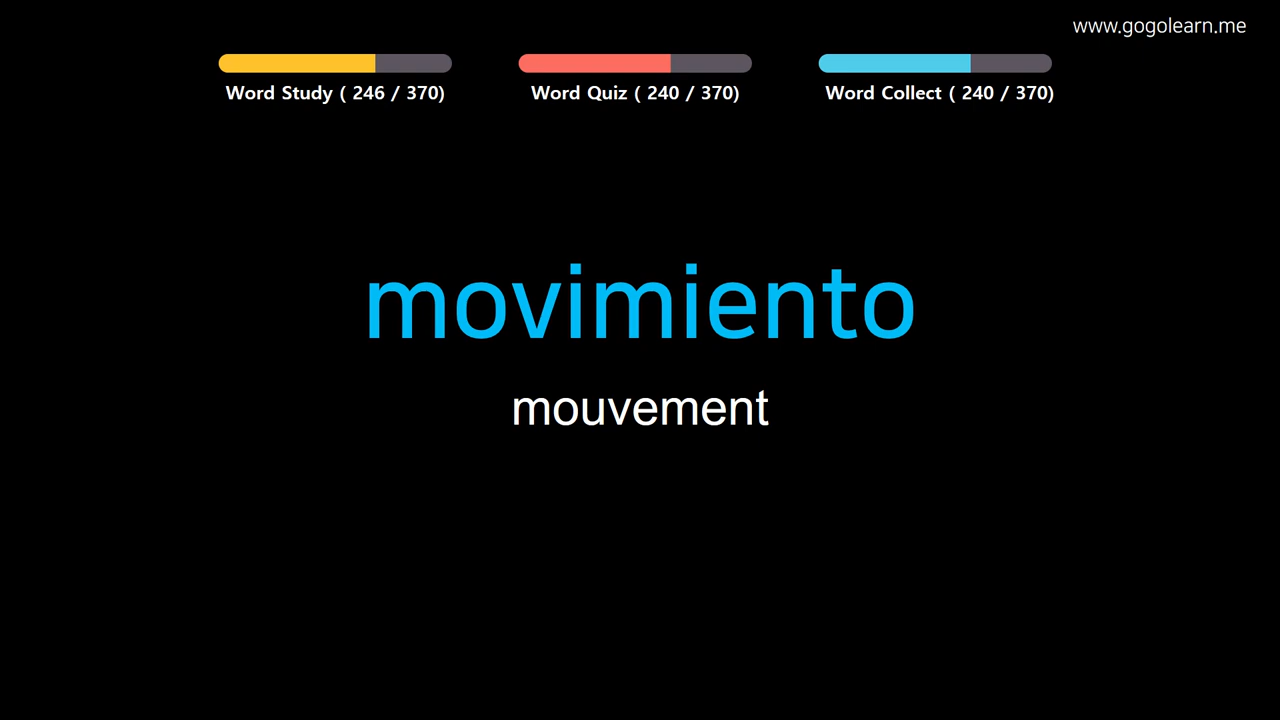 www.gogolearn.me
Word Study ( 246 / 370)
Word Quiz ( 240 / 370)
Word Collect ( 240 / 370)
movimiento
mouvement